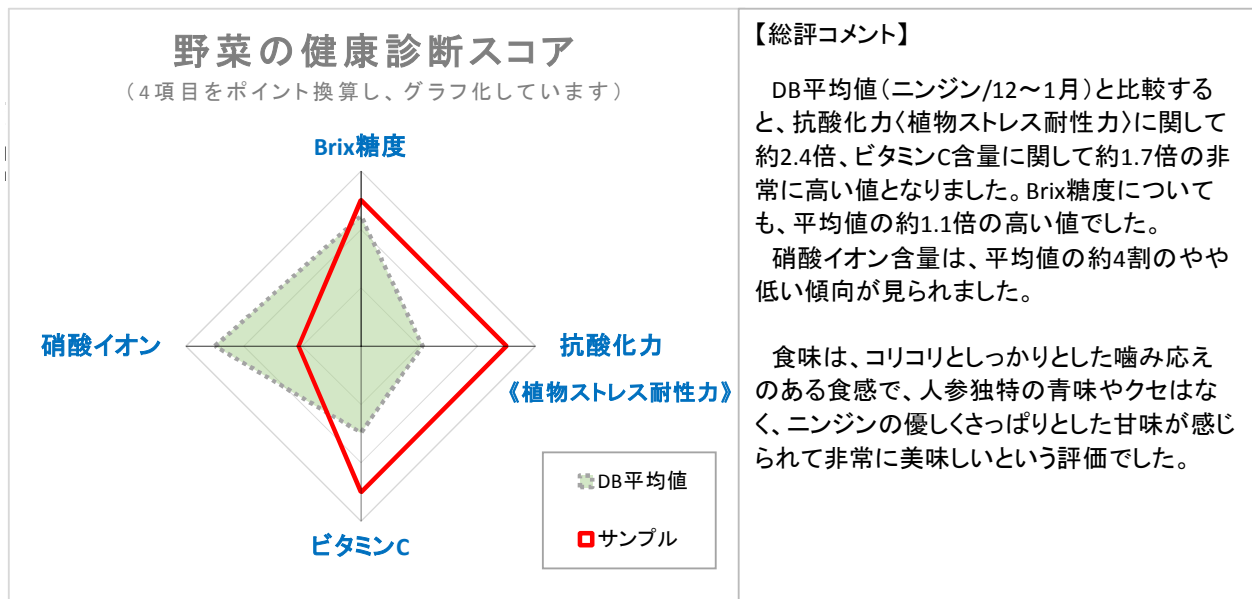 野菜の健康診断スコア
（4項目をポイント換算し、グラフ化しています）
Brix糖度
硝酸イオン
抗酸化力
《植物ストレス耐性力》
ビタミンC
DB平均値
サンプル
【総評コメント】
DB平均値（ニンジン/12～1月）と比較する
と、抗酸化力〈植物ストレス耐性力〉に関して
約2.4倍、ビタミンC含量に関して約1.7倍の非
常に高い値となりました。Brix糖度について
も、平均値の約1.1倍の高い値でした。
硝酸イオン含量は、平均値の約4割のやや
低い傾向が見られました。
食味は、コリコリとしっかりとした噛み応え
のある食感で、人参独特の青味やクセはな
く、ニンジンの優しくさっぱりとした甘味が感じ
られて非常に美味しいという評価でした。